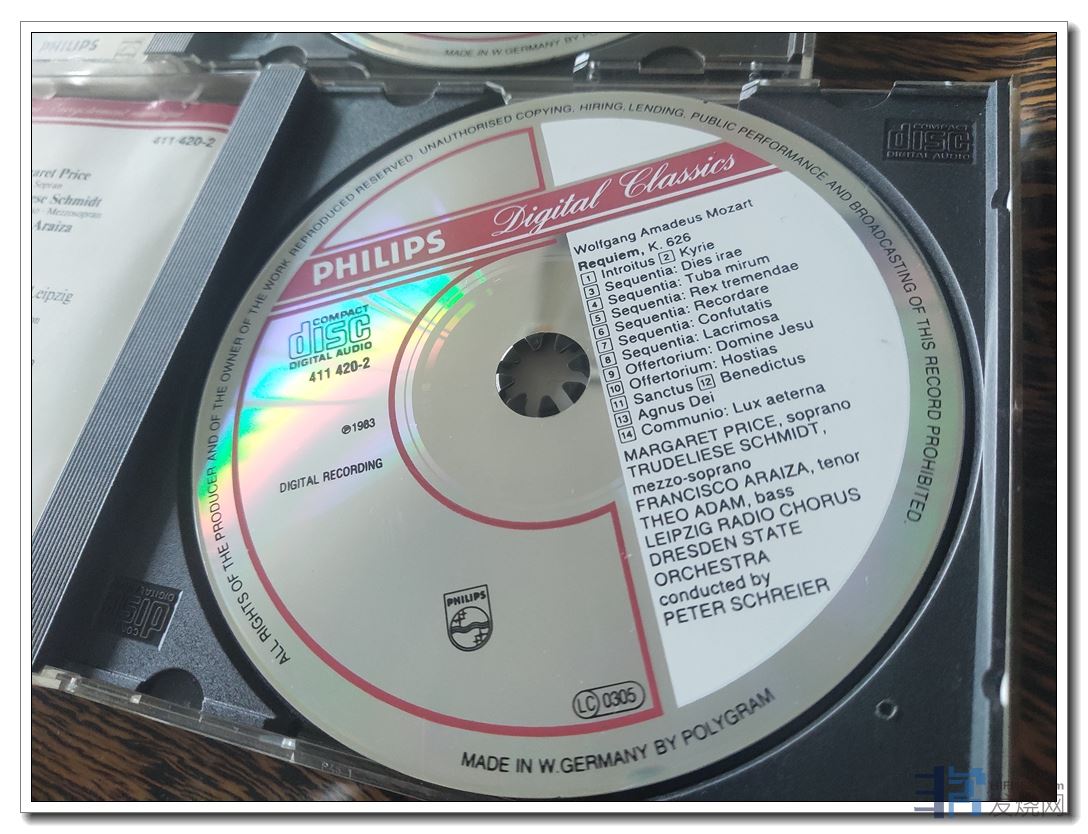 PHILIPS
MADE IN W.GERMANY BY P
411 420-2
aret Price
Sopran
ese Schmidt
Mezzosopran
Araiza
Leipzig
COMPACT
disc
DIGITAL AUDIO
ALL RIGHTS OF THE PRODUCER AND OF THE OWNER OF THE WORK REPRODUCED RESERVED. UNAUTHORISED COPYING, HIRING, LENDING, PUBLIC PERFORMANCE AND BROADCASTING OF THIS RECORD PROHIBITED.
PHILIPS Digital Classics
COMPACT
disc
DIGITAL AUDIO
411 420-2
℗1983
DIGITAL RECORDING
Wolfgang Amadeus Mozart
Requiem, K. 626
1 Introitus 2 Kyrie
3 Sequentia: Dies irae
4 Sequentia: Tuba mirum
5 Sequentia: Rex tremendae
6 Sequentia: Recordare
7 Sequentia: Confutatis
8 Sequentia: Lacrimosa
9 Offertorium: Domine Jesu
10 Offertorium: Hostias
11 Sanctus 12 Benedictus
13 Agnus Dei
14 Communio: Lux aeterna
MARGARET PRICE, soprano
TRUDELIESE SCHMIDT,
mezzo-soprano
FRANCISCO ARAIZA, tenor
THEO ADAM, bass
LEIPZIG RADIO CHORUS
DRESDEN STATE
ORCHESTRA
conducted by
PETER SCHREIER
PHILIPS
LC 0305
MADE IN W.GERMANY BY POLYGRAM
COMPACT
disc
DIGITAL
发烧网